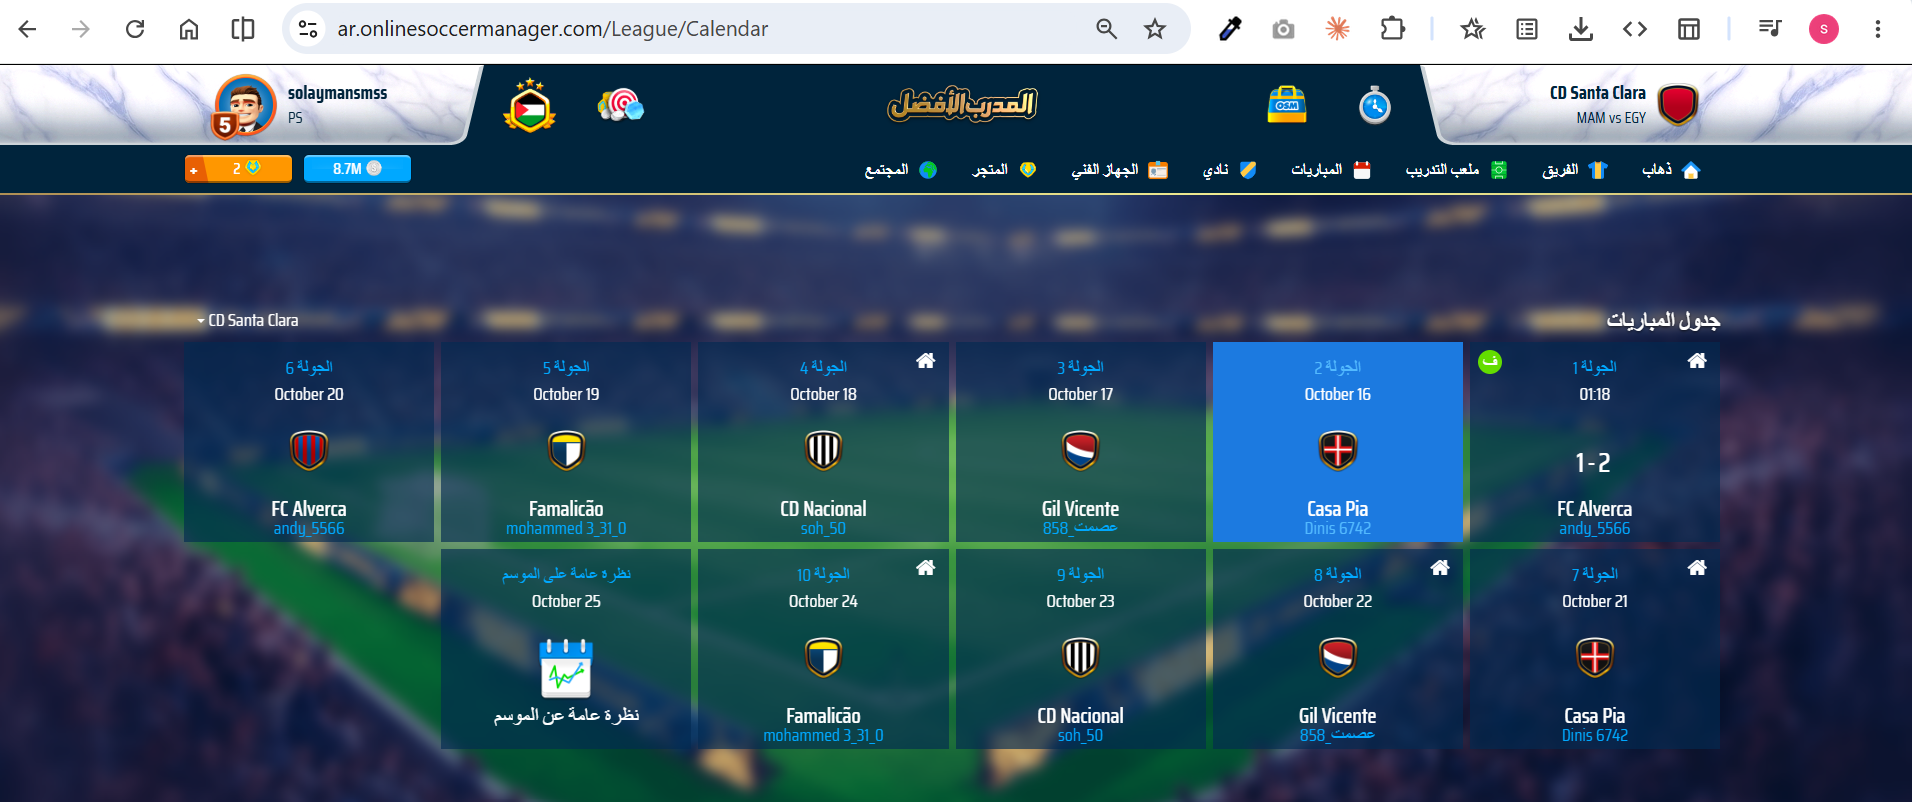 ar.onlinesoccermanager.com/League/Calendar
s
CD Santa Clara
MAM vs EGY
OSM
المدرب الأفضل
solaymansmss
PS
5
ذهاب
الفريق
ملعب التدريب
المباريات
نادي
الجهاز الفني
المتجر
المجتمع
8.7M
2
+
جدول المباريات
CD Santa Clara
الجولة 1
ف
01:18
1 - 2
FC Alverca
andy_5566
الجولة 2
October 16
Casa Pia
Dinis 6742
الجولة 3
October 17
Gil Vicente
عصمت_858
الجولة 4
October 18
CD Nacional
soh_50
الجولة 5
October 19
Famalicão
mohammed 3_31_0
الجولة 6
October 20
FC Alverca
andy_5566
الجولة 7
October 21
Casa Pia
Dinis 6742
الجولة 8
October 22
Gil Vicente
عصمت_858
الجولة 9
October 23
CD Nacional
soh_50
الجولة 10
October 24
Famalicão
mohammed 3_31_0
نظرة عامة على الموسم
October 25
نظرة عامة عن الموسم